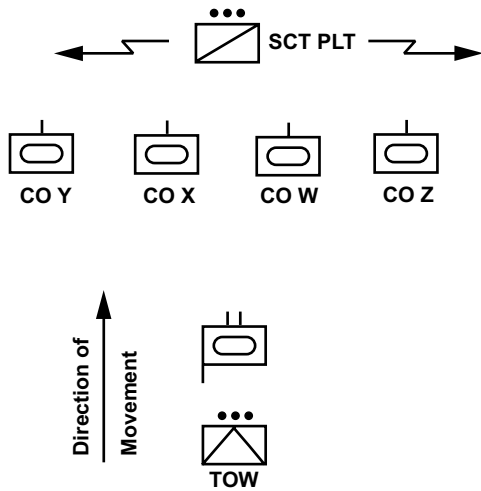 SCT PLT
CO Y
CO X
CO W
CO Z
Direction of
Movement
TOW